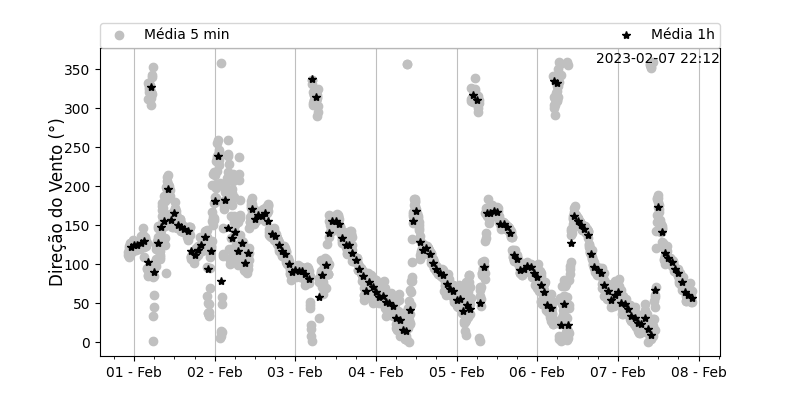 Média 5 min
Média 1h
2023-02-07 22:12
Direção do Vento (°)
350
300
250
200
150
100
50
0
01 - Feb
02 - Feb
03 - Feb
04 - Feb
05 - Feb
06 - Feb
07 - Feb
08 - Feb